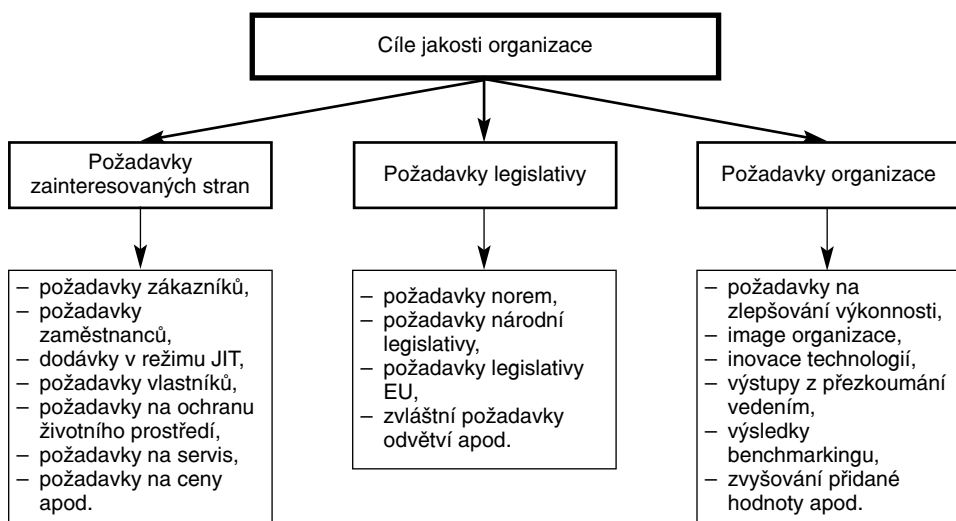 Cíle jakosti organizace
Požadavky
zainteresovaných stran
Požadavky legislativy
Požadavky organizace
– požadavky zákazníků,
– požadavky
zaměstnanců,
– dodávky v režimu JIT,
– požadavky vlastníků,
– požadavky na ochranu
životního prostředí,
– požadavky na servis,
– požadavky na ceny
apod.
– požadavky norem,
– požadavky národní
legislativy,
– požadavky legislativy
EU,
– zvláštní požadavky
odvětví apod.
– požadavky na
zlepšování výkonnosti,
– image organizace,
– inovace technologií,
– výstupy z přezkoumání
vedením,
– výsledky
benchmarkingu,
– zvyšování přidané
hodnoty apod.